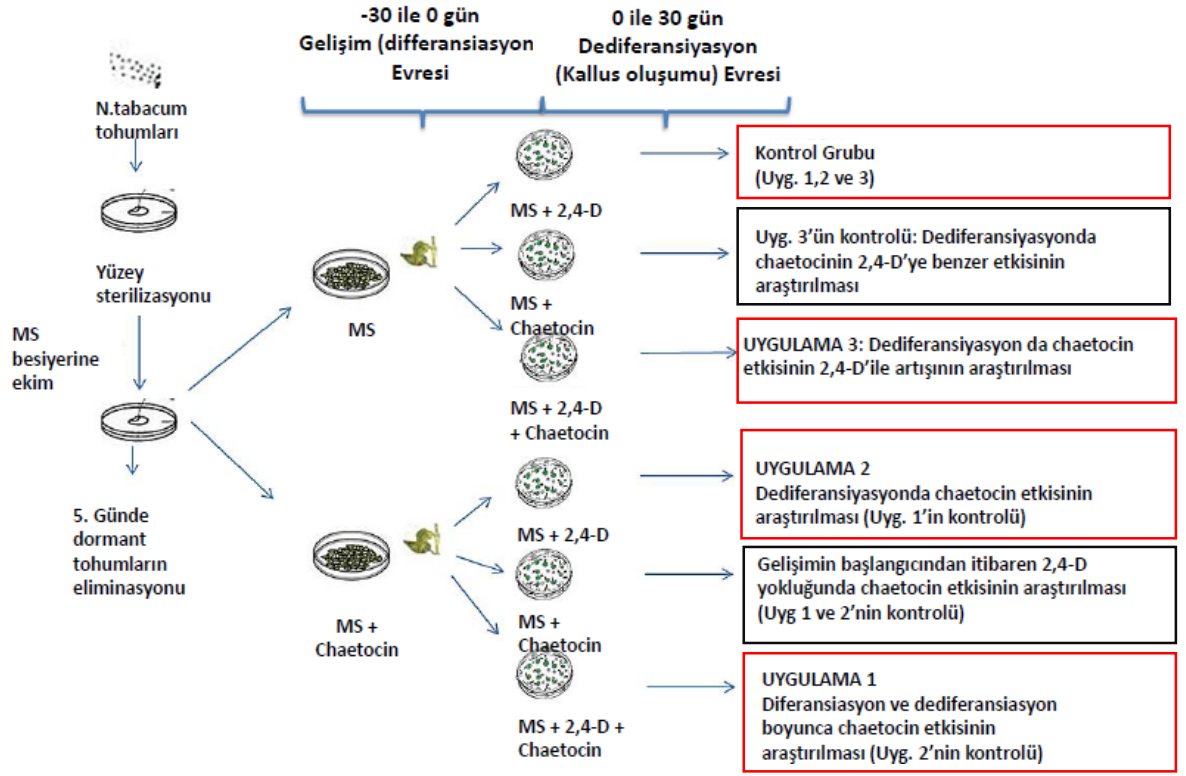 -30 ile 0 gün
Gelişim (differansiasyon
Evresi
0 ile 30 gün
Dediferansiyasyon
(Kallus oluşumu) Evresi
N.tabacum
tohumları
Yüzey
sterilizasyonu
MS
besiyerine
ekim
5. Günde
dormant
tohumların
eliminasyonu
MS
MS +
Chaetocin
MS + 2,4-D
MS +
Chaetocin
MS + 2,4-D
+ Chaetocin
MS + 2,4-D
MS +
Chaetocin
MS + 2,4-D +
Chaetocin
Kontrol Grubu
(Uyg. 1,2 ve 3)
Uyg. 3’ün kontrolü: Dediferansiyasyonda
chaetocinin 2,4-D’ye benzer etkisinin
araştırılması
UYGULAMA 3: Dediferansiyasyon da chaetocin
etkisinin 2,4-D’ile artışının araştırılması
UYGULAMA 2
Dediferansiyasyonda chaetocin etkisinin
araştırılması (Uyg. 1’in kontrolü)
Gelişimin başlangıcından itibaren 2,4-D
yokluğunda chaetocin etkisinin araştırılması
(Uyg 1 ve 2’nin kontrolü)
UYGULAMA 1
Diferansiasyon ve dediferansiasyon
boyunca chaetocin etkisinin
araştırılması (Uyg. 2’nin kontrolü)